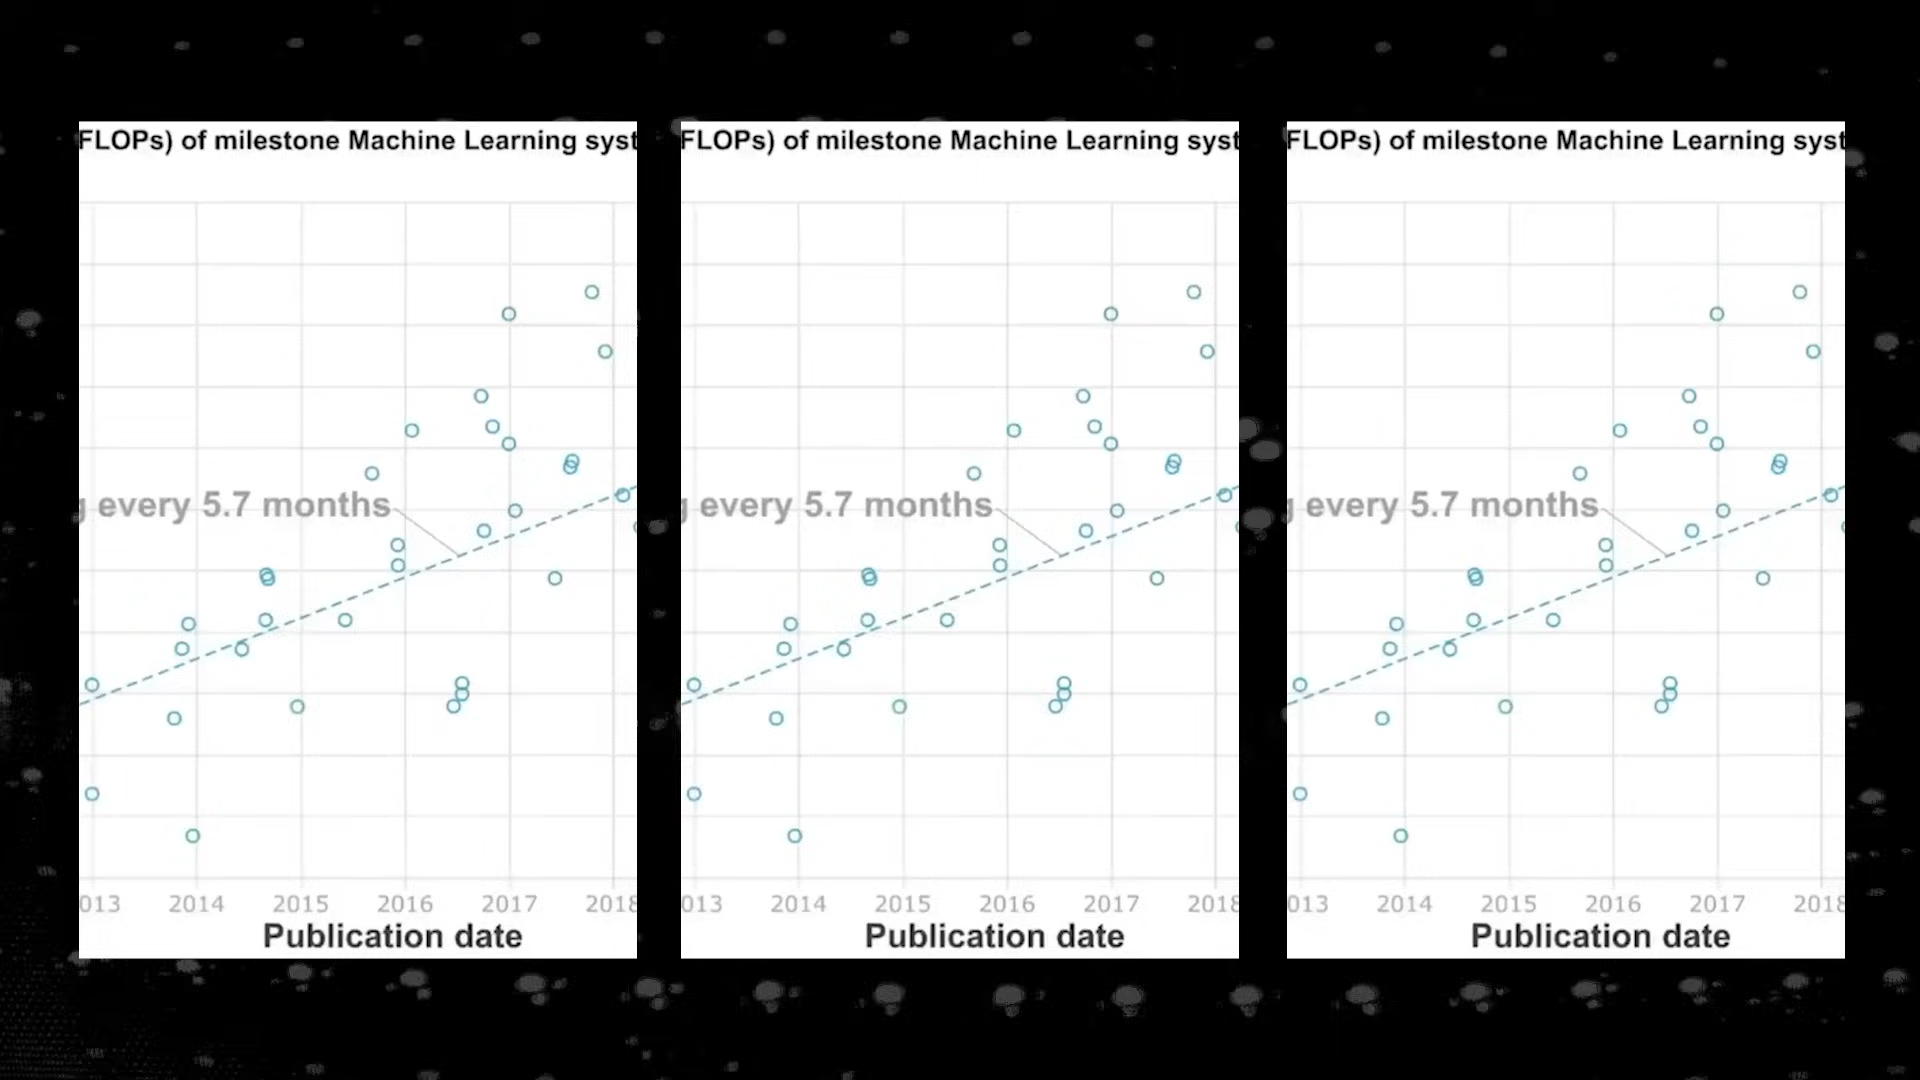 FLOPs) of milestone Machine Learning syst
g every 5.7 months
013 2014 2015 2016 2017 2018
Publication date
FLOPs) of milestone Machine Learning syst
g every 5.7 months
013 2014 2015 2016 2017 2018
Publication date
FLOPs) of milestone Machine Learning syst
g every 5.7 months
013 2014 2015 2016 2017 2018
Publication date